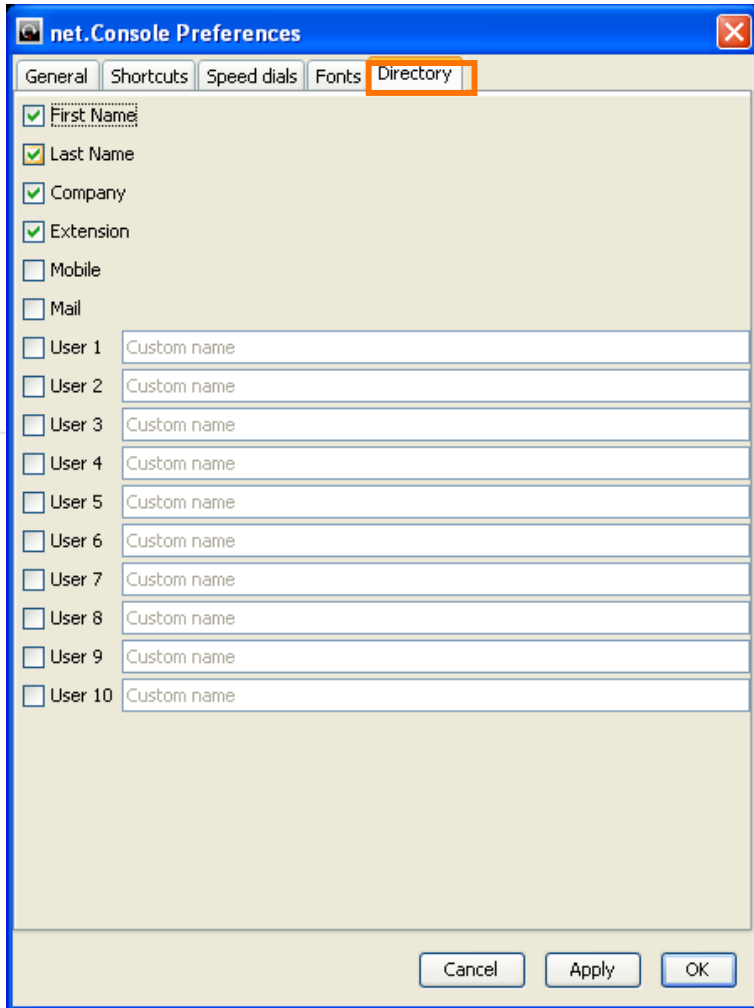 net.Console Preferences
General Shortcuts Speed dials Fonts Directory
First Name
Last Name
Company
Extension
Mobile
Mail
User 1 Custom name
User 2 Custom name
User 3 Custom name
User 4 Custom name
User 5 Custom name
User 6 Custom name
User 7 Custom name
User 8 Custom name
User 9 Custom name
User 10 Custom name
Cancel Apply OK